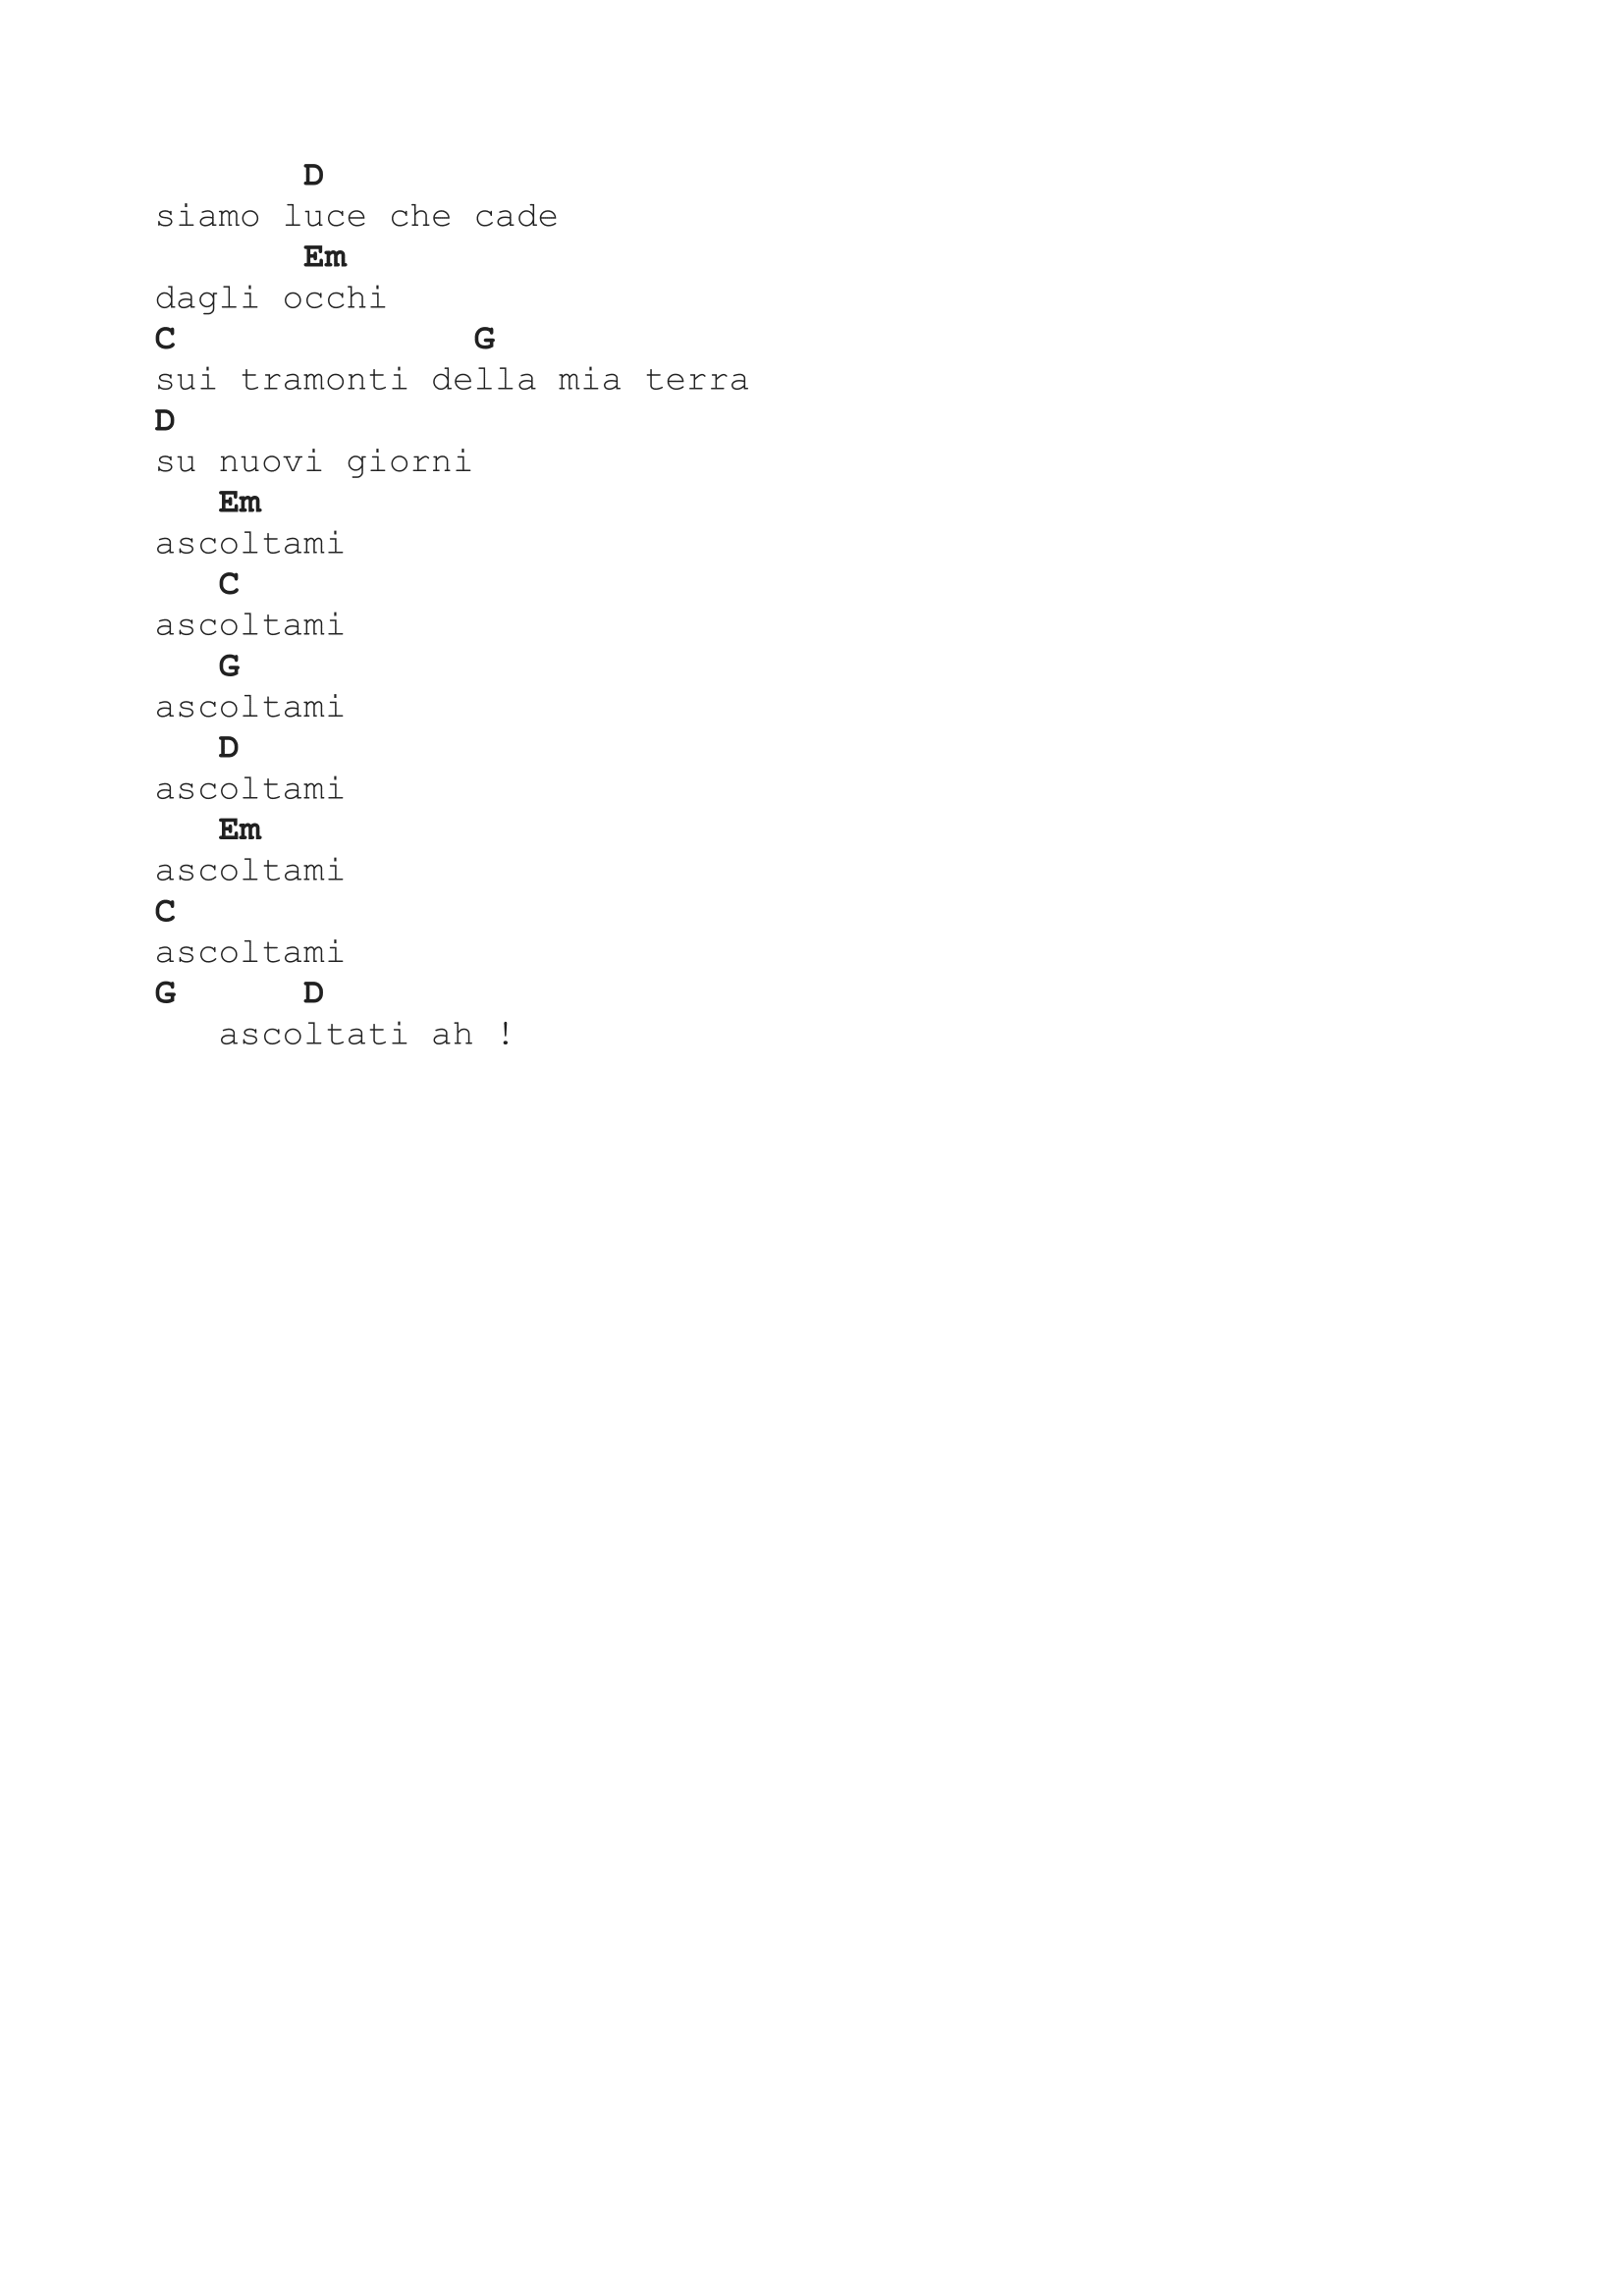 D
siamo luce che cade
       Em
dagli occhi
C              G
sui tramonti della mia terra
D
su nuovi giorni
   Em
ascoltami
   C
ascoltami
   G
ascoltami
   D
ascoltami
   Em
ascoltami
C
ascoltami
G      D
   ascoltati ah !